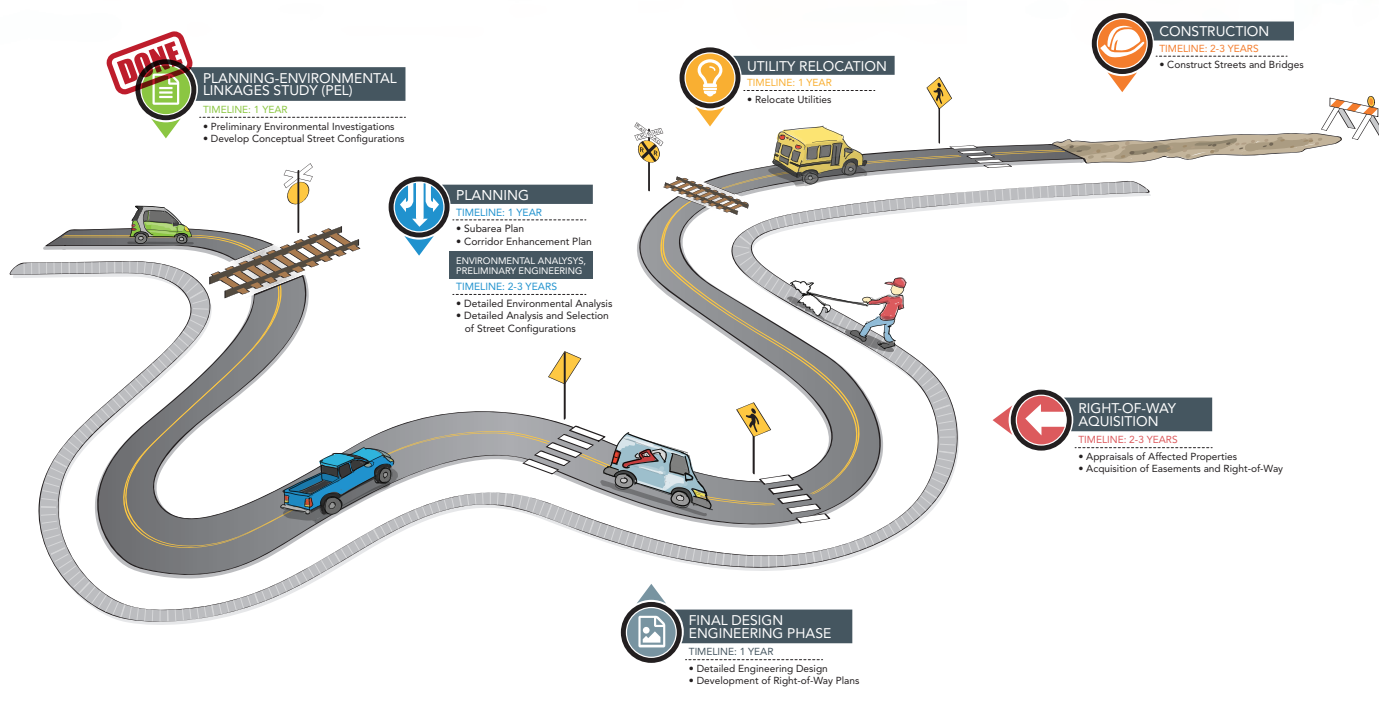 DONE
PLANNING-ENVIRONMENTAL
LINKAGES STUDY (PEL)
TIMELINE: 1 YEAR
• Preliminary Environmental Investigations
• Develop Conceptual Street Configurations
PLANNING
TIMELINE: 1 YEAR
• Subarea Plan
• Corridor Enhancement Plan
ENVIRONMENTAL ANALYSYS,
PRELIMINARY ENGINEERING
TIMELINE: 2-3 YEARS
• Detailed Environmental Analysis
• Detailed Analysis and Selection
of Street Configurations
FINAL DESIGN
ENGINEERING PHASE
TIMELINE: 1 YEAR
• Detailed Engineering Design
• Development of Right-of-Way Plans
RIGHT-OF-WAY
AQUISITION
TIMELINE: 2-3 YEARS
• Appraisals of Affected Properties
• Acquisition of Easements and Right-of-Way
UTILITY RELOCATION
TIMELINE: 1 YEAR
• Relocate Utilities
R R
CONSTRUCTION
TIMELINE: 2-3 YEARS
• Construct Streets and Bridges